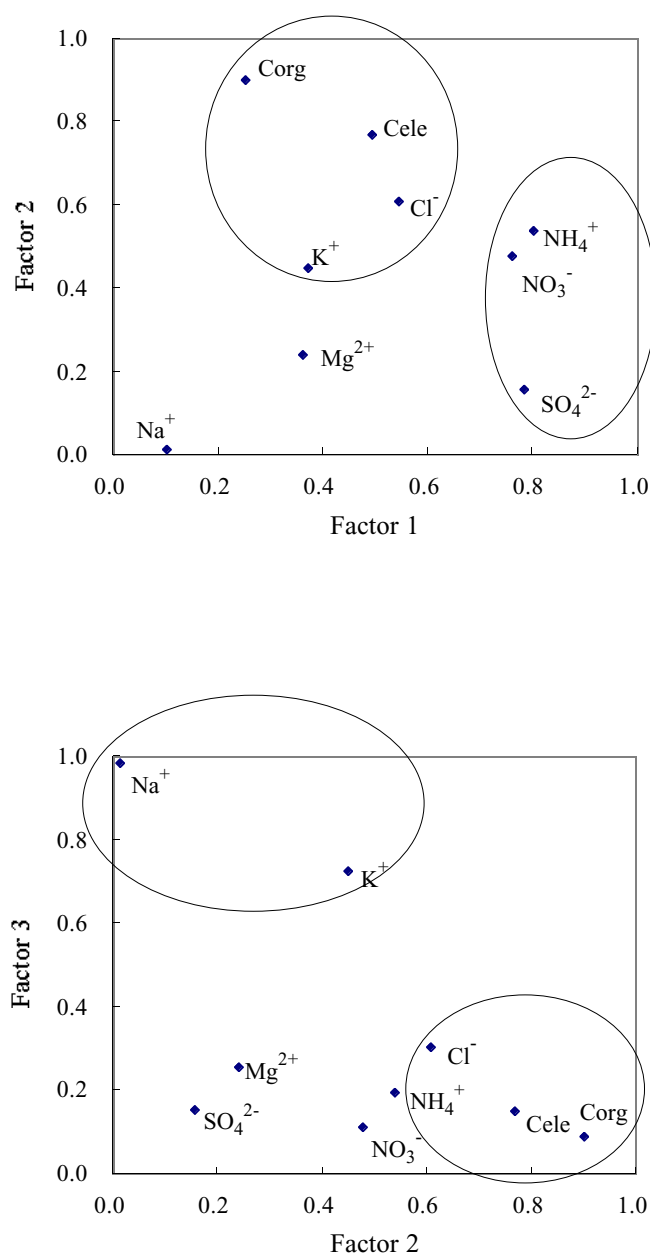 1.0
Corg
0.8
Cele
0.6
Cl⁻
NH₄⁺
K⁺
NO₃⁻
0.4
Mg²⁺
0.2
SO₄²⁻
Na⁺
0.0
Factor 2
0.0 0.2 0.4 0.6 0.8 1.0
Factor 1
1.0
Na⁺
0.8
K⁺
0.6
0.4
Cl⁻
Mg²⁺
0.2
NH₄⁺
SO₄²⁻
Cele Corg
NO₃⁻
0.0
Factor 3
0.0 0.2 0.4 0.6 0.8 1.0
Factor 2